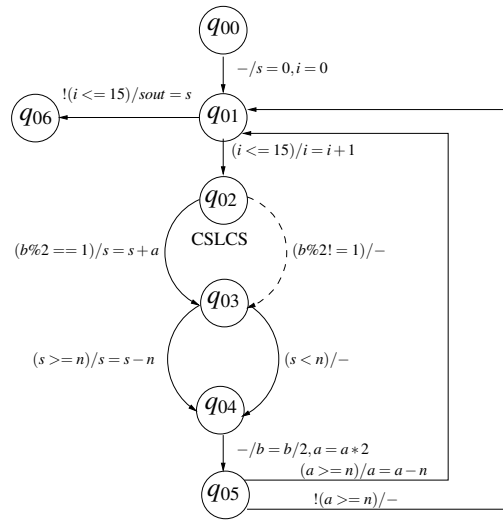 q00
−/s = 0, i = 0
!(i <= 15)/sout = s
q06
q01
(i <= 15)/i = i+1
q02
CSLCS
(b%2 == 1)/s = s+a
(b%2! = 1)/−
q03
(s >= n)/s = s−n
(s < n)/−
q04
−/b = b/2, a = a∗2
(a >= n)/a = a−n
q05
!(a >= n)/−